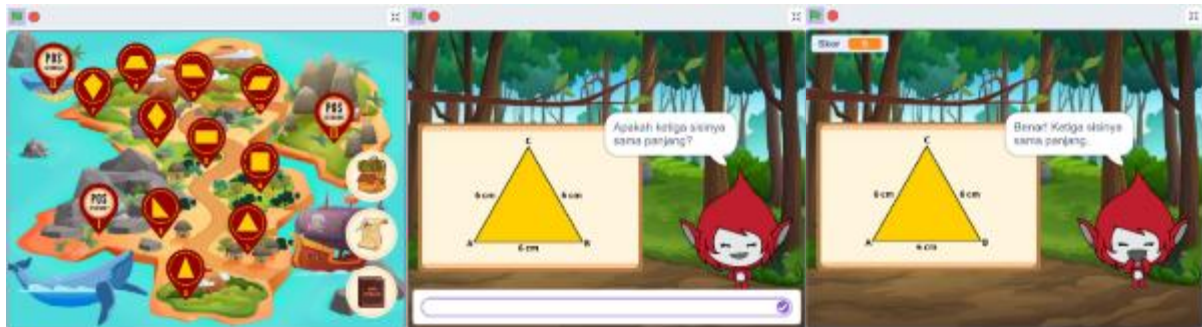 POS
POS
POS
Apakah ketiga sisinya
sama panjang?
C
6 cm
6 cm
A
B
6 cm
Skor
Benar! Ketiga sisinya
sama panjang.
C
6 cm
6 cm
A
B
6 cm